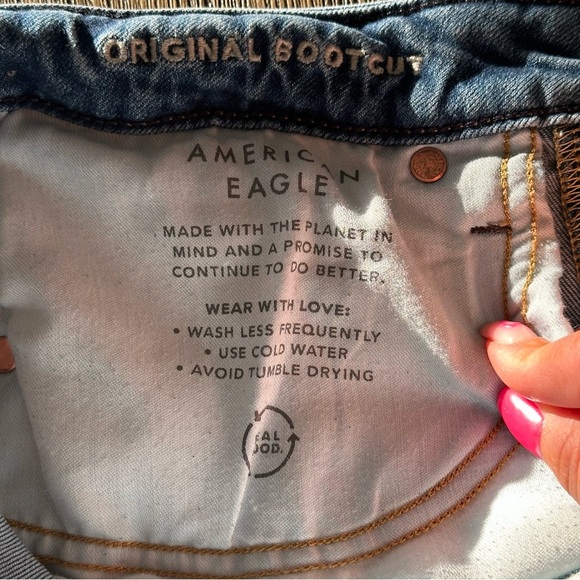 ORIGINAL BOOTCUT
AMERICAN
EAGLE
MADE WITH THE PLANET IN
MIND AND A PROMISE TO
CONTINUE TO DO BETTER.
WEAR WITH LOVE:
• WASH LESS FREQUENTLY
• USE COLD WATER
• AVOID TUMBLE DRYING